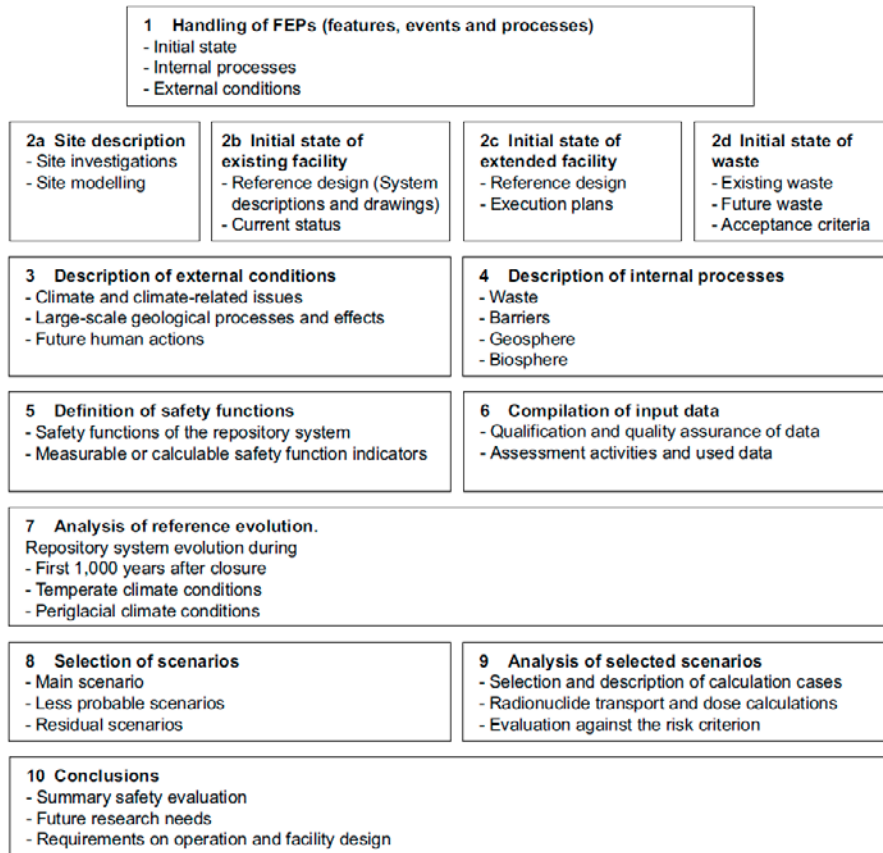 1 Handling of FEPs (features, events and processes)
- Initial state
- Internal processes
- External conditions
2a Site description
- Site investigations
- Site modelling
2b Initial state of
existing facility
- Reference design (System
descriptions and drawings)
- Current status
2c Initial state of
extended facility
- Reference design
- Execution plans
2d Initial state of
waste
- Existing waste
- Future waste
- Acceptance criteria
3 Description of external conditions
- Climate and climate-related issues
- Large-scale geological processes and effects
- Future human actions
4 Description of internal processes
- Waste
- Barriers
- Geosphere
- Biosphere
5 Definition of safety functions
- Safety functions of the repository system
- Measurable or calculable safety function indicators
6 Compilation of input data
- Qualification and quality assurance of data
- Assessment activities and used data
7 Analysis of reference evolution.
Repository system evolution during
- First 1,000 years after closure
- Temperate climate conditions
- Periglacial climate conditions
8 Selection of scenarios
- Main scenario
- Less probable scenarios
- Residual scenarios
9 Analysis of selected scenarios
- Selection and description of calculation cases
- Radionuclide transport and dose calculations
- Evaluation against the risk criterion
10 Conclusions
- Summary safety evaluation
- Future research needs
- Requirements on operation and facility design